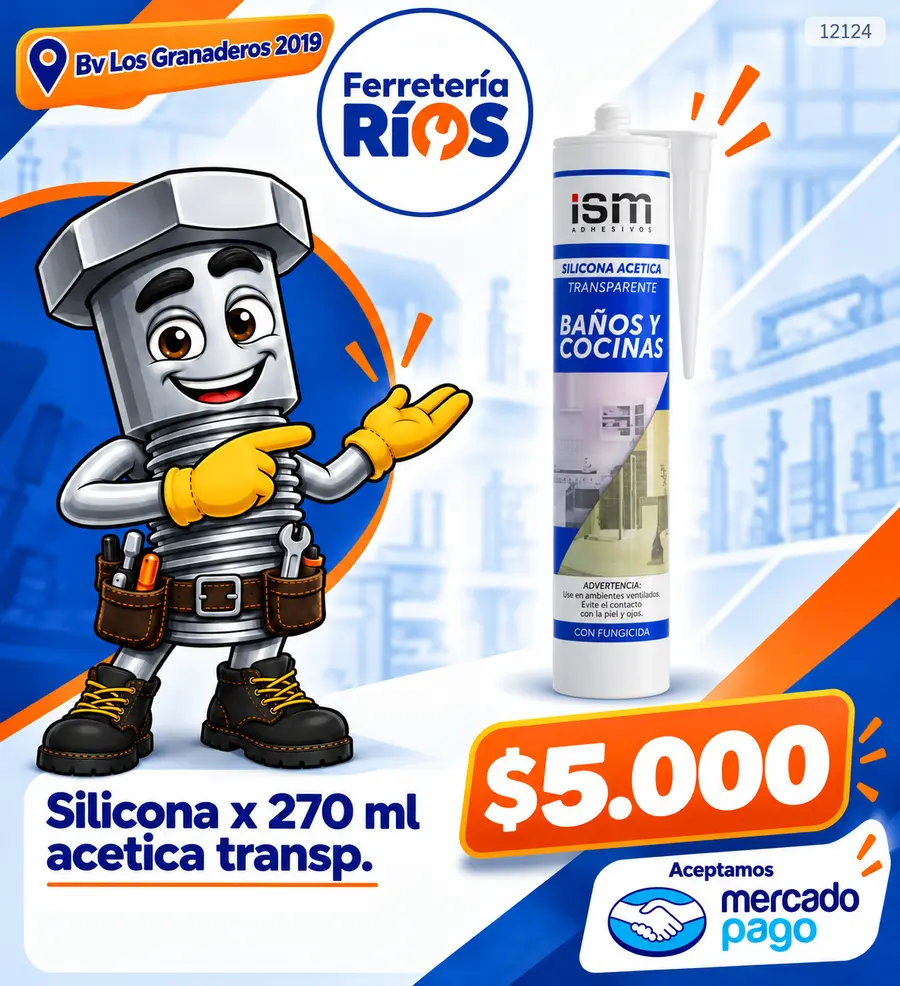 Bv Los Granaderos 2019
Ferretería
RÍOS
12124
ism
ADHESIVOS
SILICONA ACETICA
TRANSPARENTE
BAÑOS Y
COCINAS
ADVERTENCIA:
Use en ambientes ventilados.
Evite el contacto
con la piel y ojos.
CON FUNGICIDA
$5.000
Silicona x 270 ml
acetica transp.
Aceptamos
mercado
pago